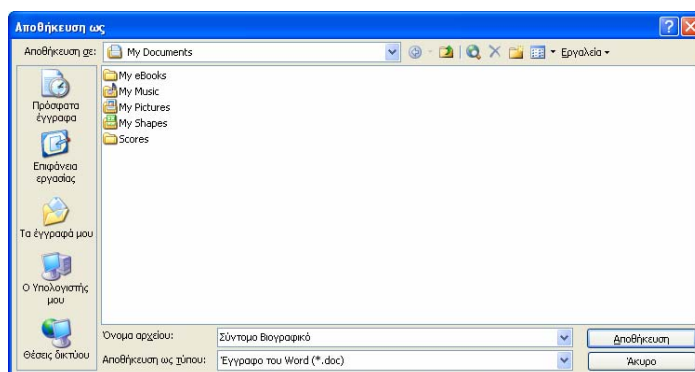 Αποθήκευση ως
Αποθήκευση σε: My Documents Εργαλεία
Πρόσφατα
έγγραφα
Επιφάνεια
εργασίας
Τα έγγραφά μου
Ο Υπολογιστής
μου
Θέσεις δικτύου
My eBooks
My Music
My Pictures
My Shapes
Scores
Όνομα αρχείου: Σύντομο Βιογραφικό Αποθήκευση
Αποθήκευση ως τύπου: Έγγραφο του Word (*.doc) Άκυρο